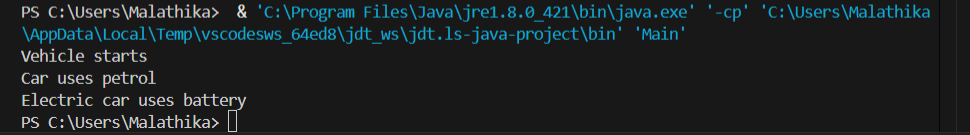 PS C:\Users\Malathika>  & 'C:\Program Files\Java\jre1.8.0_421\bin\java.exe' '-cp' 'C:\Users\Malathika
\AppData\Local\Temp\vscodesws_64ed8\jdt_ws\jdt.ls-java-project\bin' 'Main'
Vehicle starts
Car uses petrol
Electric car uses battery
PS C:\Users\Malathika>